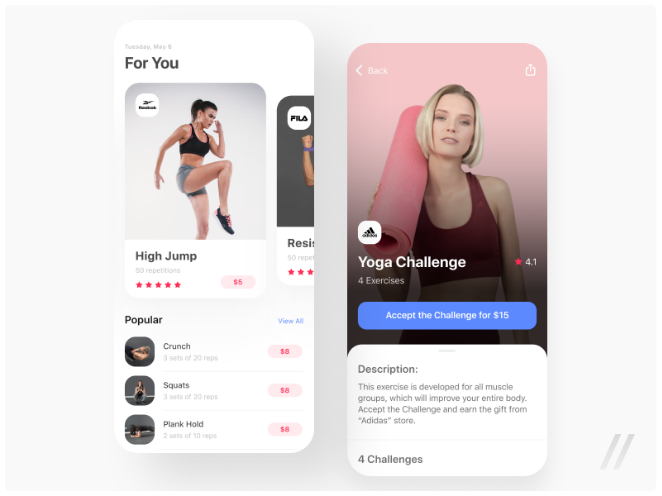 Tuesday, May 6
For You
Reebok
FILA
High Jump
50 repetitions
$5
Resis
50 repet
Popular
View All
Crunch
3 sets of 20 reps
$8
Squats
3 sets of 20 reps
$8
Plank Hold
2 sets of 10 reps
$8
Back
adidas
Yoga Challenge
4.1
4 Exercises
Accept the Challenge for $15
Description:
This exercise is developed for all muscle
groups, which will improve your entire body.
Accept the Challenge and earn the gift from
“Adidas” store.
4 Challenges